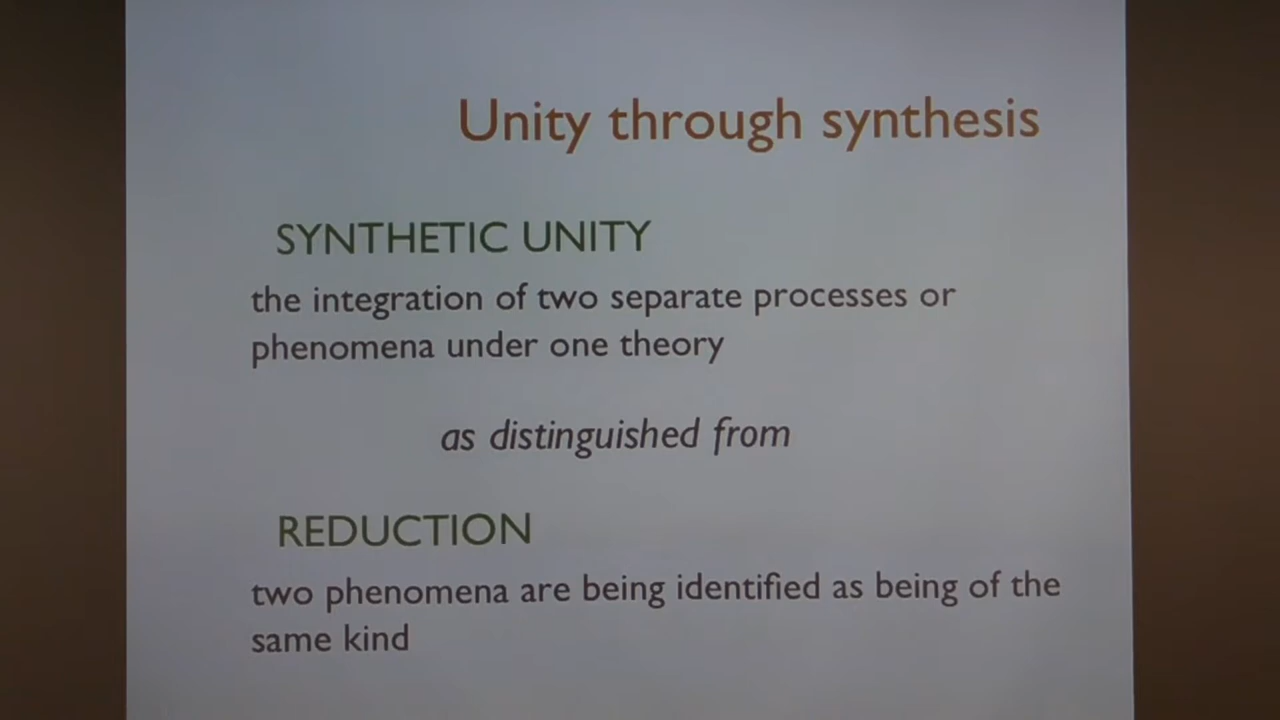 Unity through synthesis
SYNTHETIC UNITY
the integration of two separate processes or
phenomena under one theory
as distinguished from
REDUCTION
two phenomena are being identified as being of the
same kind